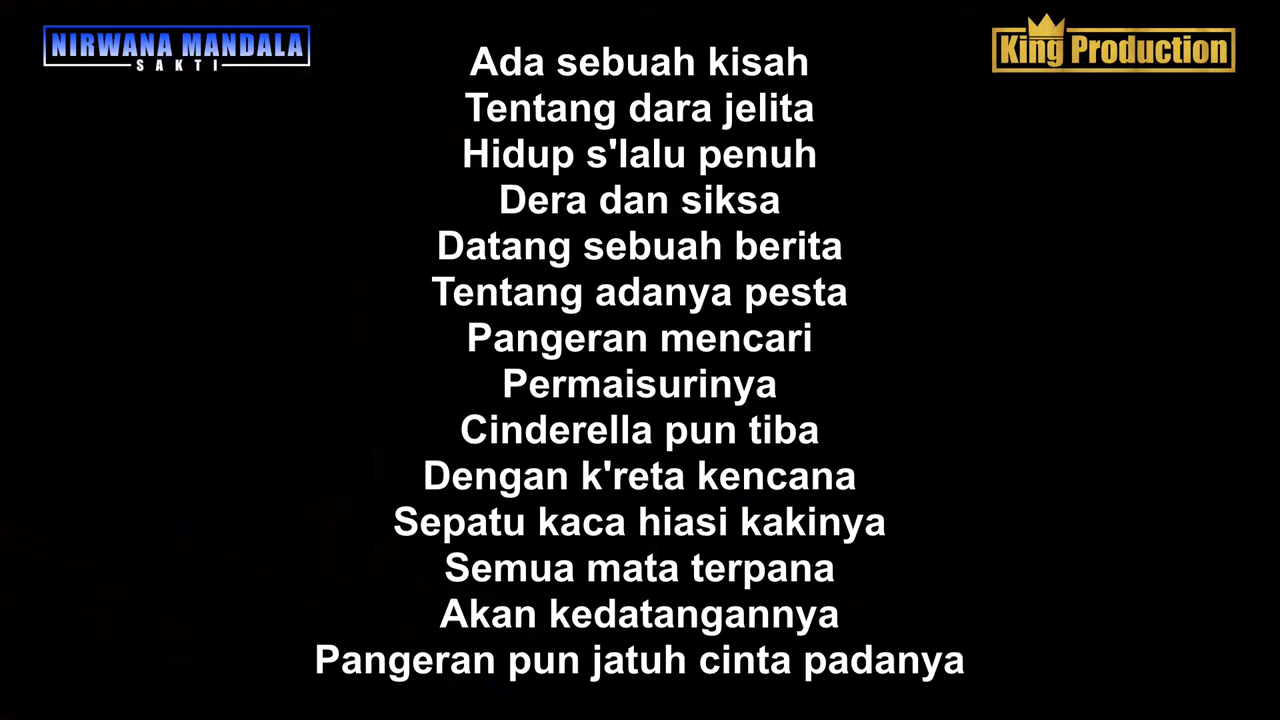 NIRWANA MANDALA
SAKTI
King Production
Ada sebuah kisah
Tentang dara jelita
Hidup s'lalu penuh
Dera dan siksa
Datang sebuah berita
Tentang adanya pesta
Pangeran mencari
Permaisurinya
Cinderella pun tiba
Dengan k'reta kencana
Sepatu kaca hiasi kakinya
Semua mata terpana
Akan kedatangannya
Pangeran pun jatuh cinta padanya